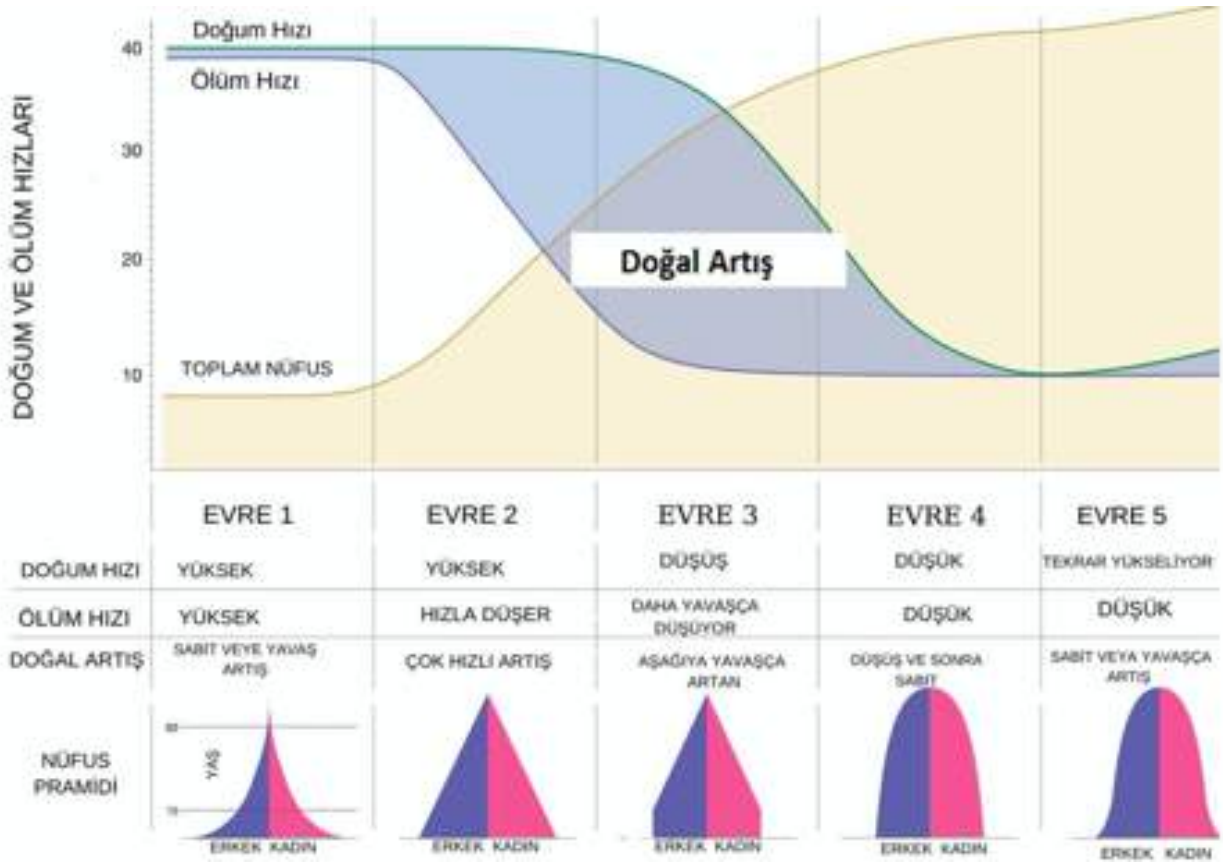 DOĞUM VE ÖLÜM HIZLARI
40
30
20
10
Doğum Hızı
Ölüm Hızı
TOPLAM NÜFUS
Doğal Artış
EVRE 1 EVRE 2 EVRE 3 EVRE 4 EVRE 5
DOĞUM HIZI YÜKSEK YÜKSEK DÜŞÜŞ DÜŞÜK TEKRAR YÜKSELİYOR
ÖLÜM HIZI YÜKSEK HIZLA DÜŞER DAHA YAVAŞÇA
DÜŞÜYOR DÜŞÜK DÜŞÜK
DOĞAL ARTIŞ SABİT VEYE YAVAŞ
ARTIŞ ÇOK HIZLI ARTIŞ AŞAĞIYA YAVAŞÇA
ARTAN DÜŞÜŞ VE SONRA
SABİT SABİT VEYA YAVAŞÇA
ARTIŞ
NÜFUS
PRAMİDİ
YAŞ
ERKEK KADIN ERKEK KADIN ERKEK KADIN ERKEK KADIN ERKEK KADIN